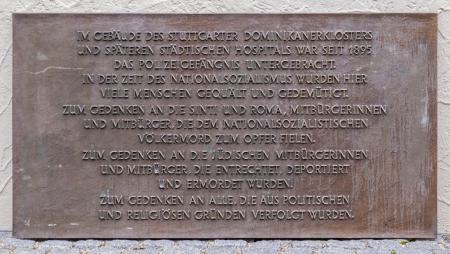 IM GEBÄUDE DES STUTTGARTER DOMINIKANERKLOSTERS
UND SPÄTEREN STÄDTISCHEN HOSPITALS WAR SEIT 1895
DAS POLIZEIGEFÄNGNIS UNTERGEBRACHT.
IN DER ZEIT DES NATIONALSOZIALISMUS WURDEN HIER
VIELE MENSCHEN GEQUÄLT UND GEDEMÜTIGT.
ZUM GEDENKEN AN DIE SINTI UND ROMA, MITBÜRGERINNEN
UND MITBÜRGER, DIE DEM NATIONALSOZIALISTISCHEN
VÖLKERMORD ZUM OPFER FIELEN.
ZUM GEDENKEN AN DIE JÜDISCHEN MITBÜRGERINNEN
UND MITBÜRGER, DIE ENTRECHTET, DEPORTIERT
UND ERMORDET WURDEN.
ZUM GEDENKEN AN ALLE, DIE AUS POLITISCHEN
UND RELIGIÖSEN GRÜNDEN VERFOLGT WURDEN.